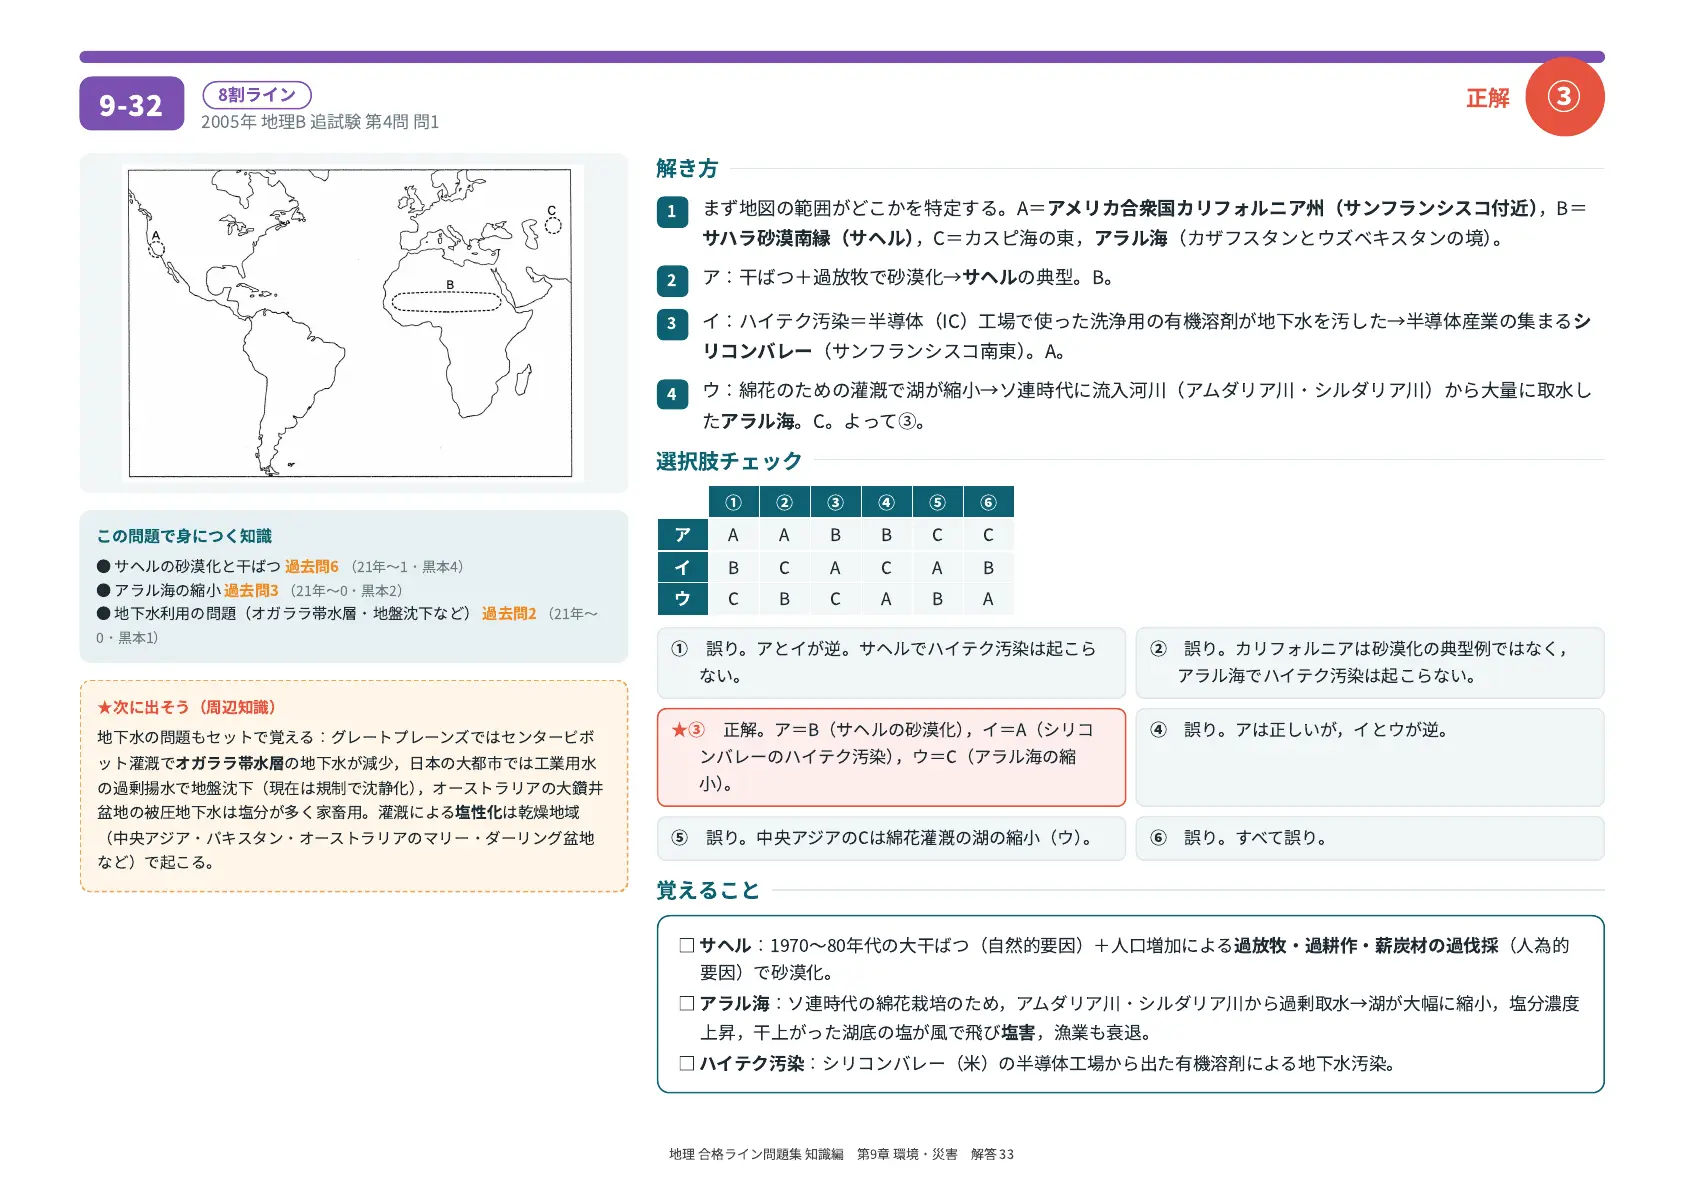 9-32
8割ライン
2005年 地理B 追試験 第4問 問1
正解 ③
A
B
C
この問題で身につく知識
● サヘルの砂漠化と干ばつ 過去問6 （21年〜1・黒本4）
● アラル海の縮小 過去問3 （21年〜0・黒本2）
● 地下水利用の問題（オガララ帯水層・地盤沈下など） 過去問2 （21年〜
0・黒本1）
★次に出そう（周辺知識）
地下水の問題もセットで覚える：グレートプレーンズではセンターピボ
ット灌漑でオガララ帯水層の地下水が減少，日本の大都市では工業用水
の過剰揚水で地盤沈下（現在は規制で沈静化），オーストラリアの大鑽井
盆地の被圧地下水は塩分が多く家畜用。灌漑による塩性化は乾燥地域
（中央アジア・パキスタン・オーストラリアのマリー・ダーリング盆地
など）で起こる。
解き方
1 まず地図の範囲がどこかを特定する。A＝アメリカ合衆国カリフォルニア州（サンフランシスコ付近），B＝
サハラ砂漠南縁（サヘル），C＝カスピ海の東，アラル海（カザフスタンとウズベキスタンの境）。
2 ア：干ばつ＋過放牧で砂漠化→サヘルの典型。B。
3 イ：ハイテク汚染＝半導体（IC）工場で使った洗浄用の有機溶剤が地下水を汚した→半導体産業の集まるシ
リコンバレー（サンフランシスコ南東）。A。
4 ウ：綿花のための灌漑で湖が縮小→ソ連時代に流入河川（アムダリア川・シルダリア川）から大量に取水し
たアラル海。C。よって③。
選択肢チェック
① ② ③ ④ ⑤ ⑥
ア A A B B C C
イ B C A C A B
ウ C B C A B A
① 誤り。アとイが逆。サヘルでハイテク汚染は起こら
ない。
② 誤り。カリフォルニアは砂漠化の典型例ではなく，
アラル海でハイテク汚染は起こらない。
★③ 正解。ア＝B（サヘルの砂漠化），イ＝A（シリコ
ンバレーのハイテク汚染），ウ＝C（アラル海の縮
小）。
④ 誤り。アは正しいが，イとウが逆。
⑤ 誤り。中央アジアのCは綿花灌漑の湖の縮小（ウ）。
⑥ 誤り。すべて誤り。
覚えること
□ サヘル：1970〜80年代の大干ばつ（自然的要因）＋人口増加による過放牧・過耕作・薪炭材の過伐採（人為的
要因）で砂漠化。
□ アラル海：ソ連時代の綿花栽培のため，アムダリア川・シルダリア川から過剰取水→湖が大幅に縮小，塩分濃度
上昇，干上がった湖底の塩が風で飛び塩害，漁業も衰退。
□ ハイテク汚染：シリコンバレー（米）の半導体工場から出た有機溶剤による地下水汚染。
地理 合格ライン問題集 知識編 第9章 環境・災害 解答 33